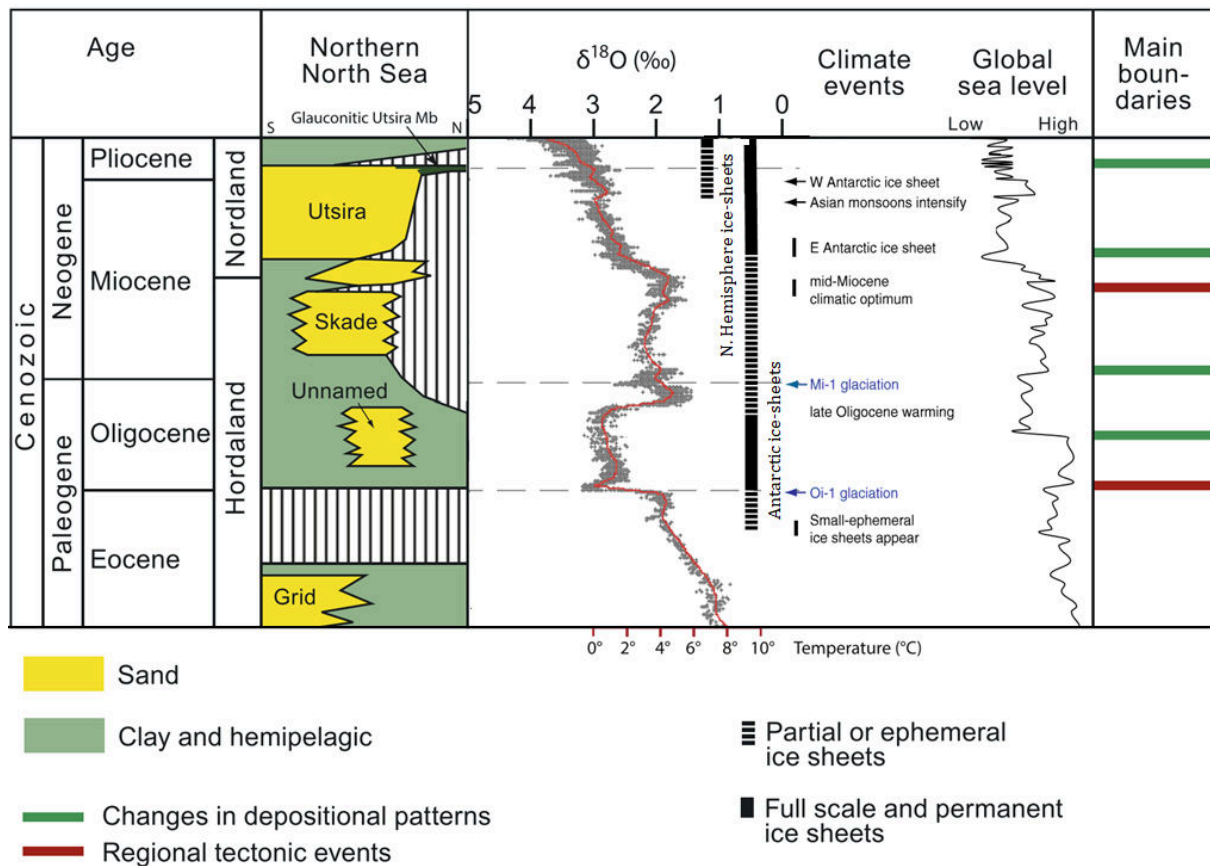 Age
Northern
North Sea
Glauconitic Utsira Mb
S
N
δ¹⁸O (‰)
5 4 3 2 1 0
Climate
events
Global
sea level
Low High
Main
boun-
daries
Cenozoic
Neogene
Paleogene
Pliocene
Miocene
Oligocene
Eocene
Nordland
Hordaland
Utsira
Skade
Unnamed
Grid
N. Hemisphere ice-sheets
Antarctic ice-sheets
W Antarctic ice sheet
Asian monsoons intensify
E Antarctic ice sheet
mid-Miocene
climatic optimum
Mi-1 glaciation
late Oligocene warming
Oi-1 glaciation
Small-ephemeral
ice sheets appear
0° 2° 4° 6° 8° 10° Temperature (°C)
Sand
Clay and hemipelagic
Changes in depositional patterns
Regional tectonic events
Partial or ephemeral
ice sheets
Full scale and permanent
ice sheets